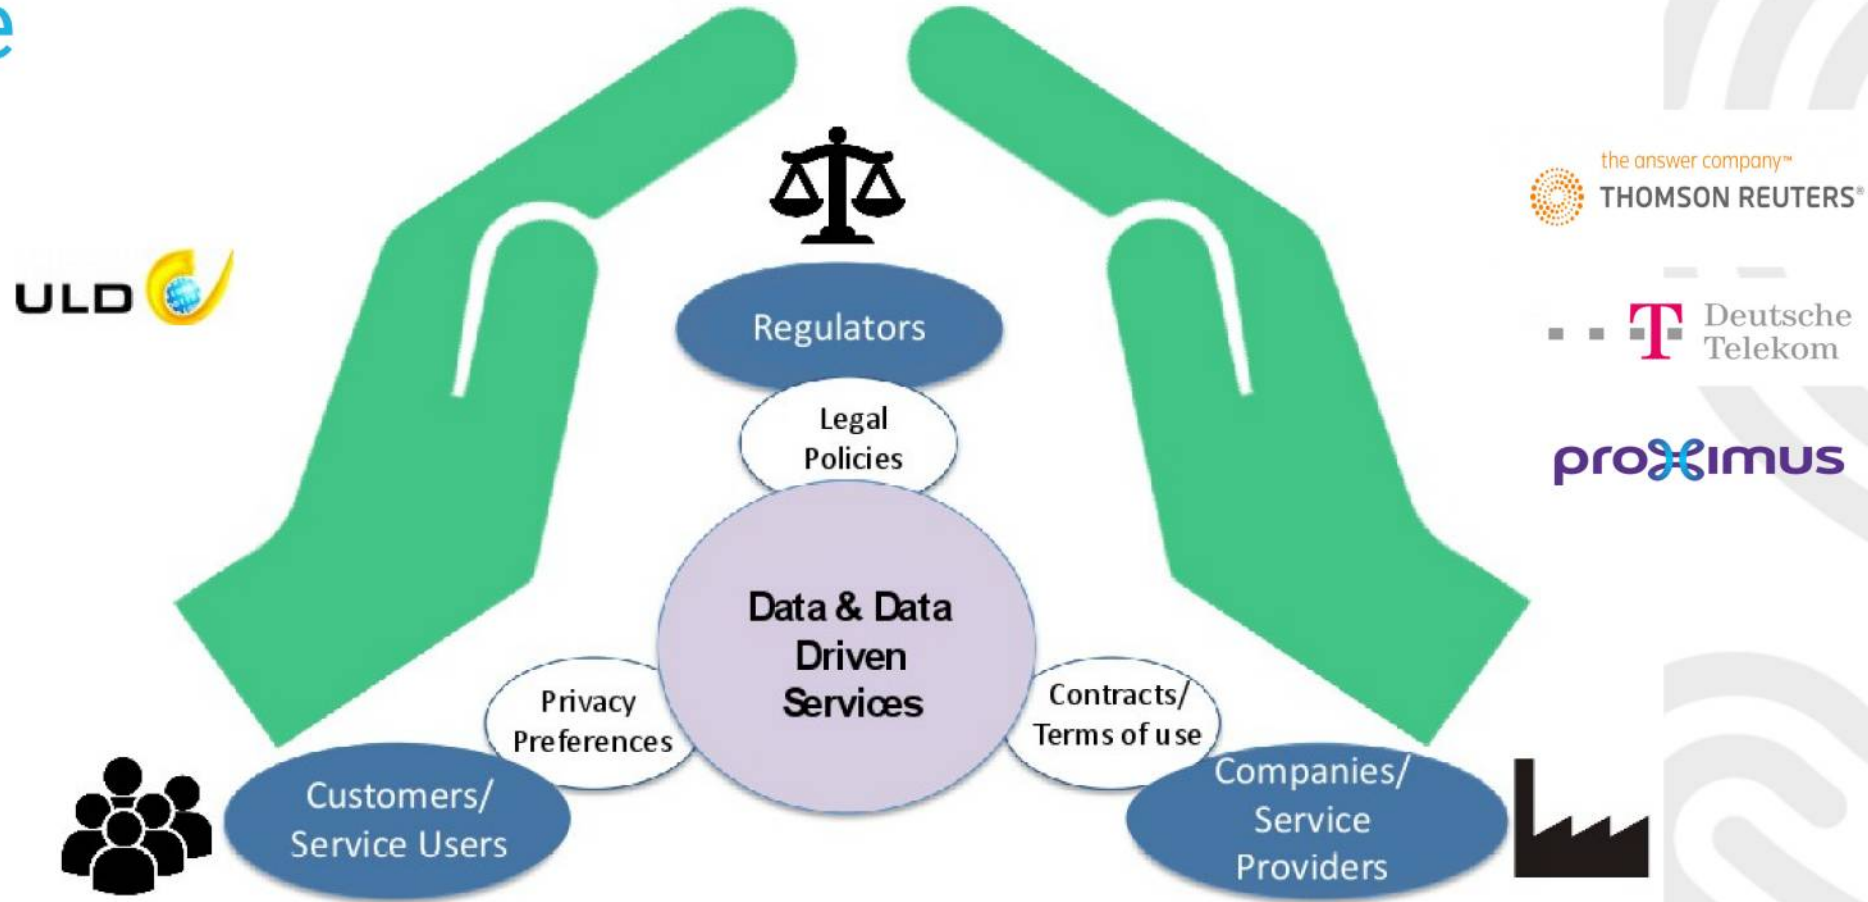 e
the answer company™
THOMSON REUTERS®
ULD
Regulators
Deutsche
Telekom
Legal
Policies
proximus
Data & Data
Driven
Services
Privacy
Preferences
Contracts/
Terms of use
Customers/
Service Users
Companies/
Service
Providers